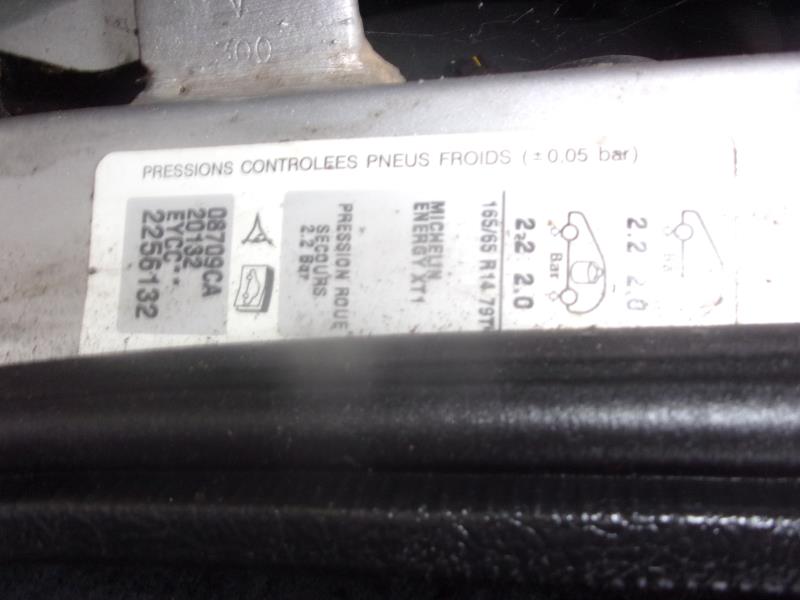 V
300
PRESSIONS CONTROLEES PNEUS FROIDS (±0,05 bar)
2.2 2.0
2.2 2.0
Bar
165/65 R14 79T
MICHELIN
ENERGY XT1
PRESSION ROUE
SECOURS
2.2 Bar
08709CA
20132
EYCC***
2256132